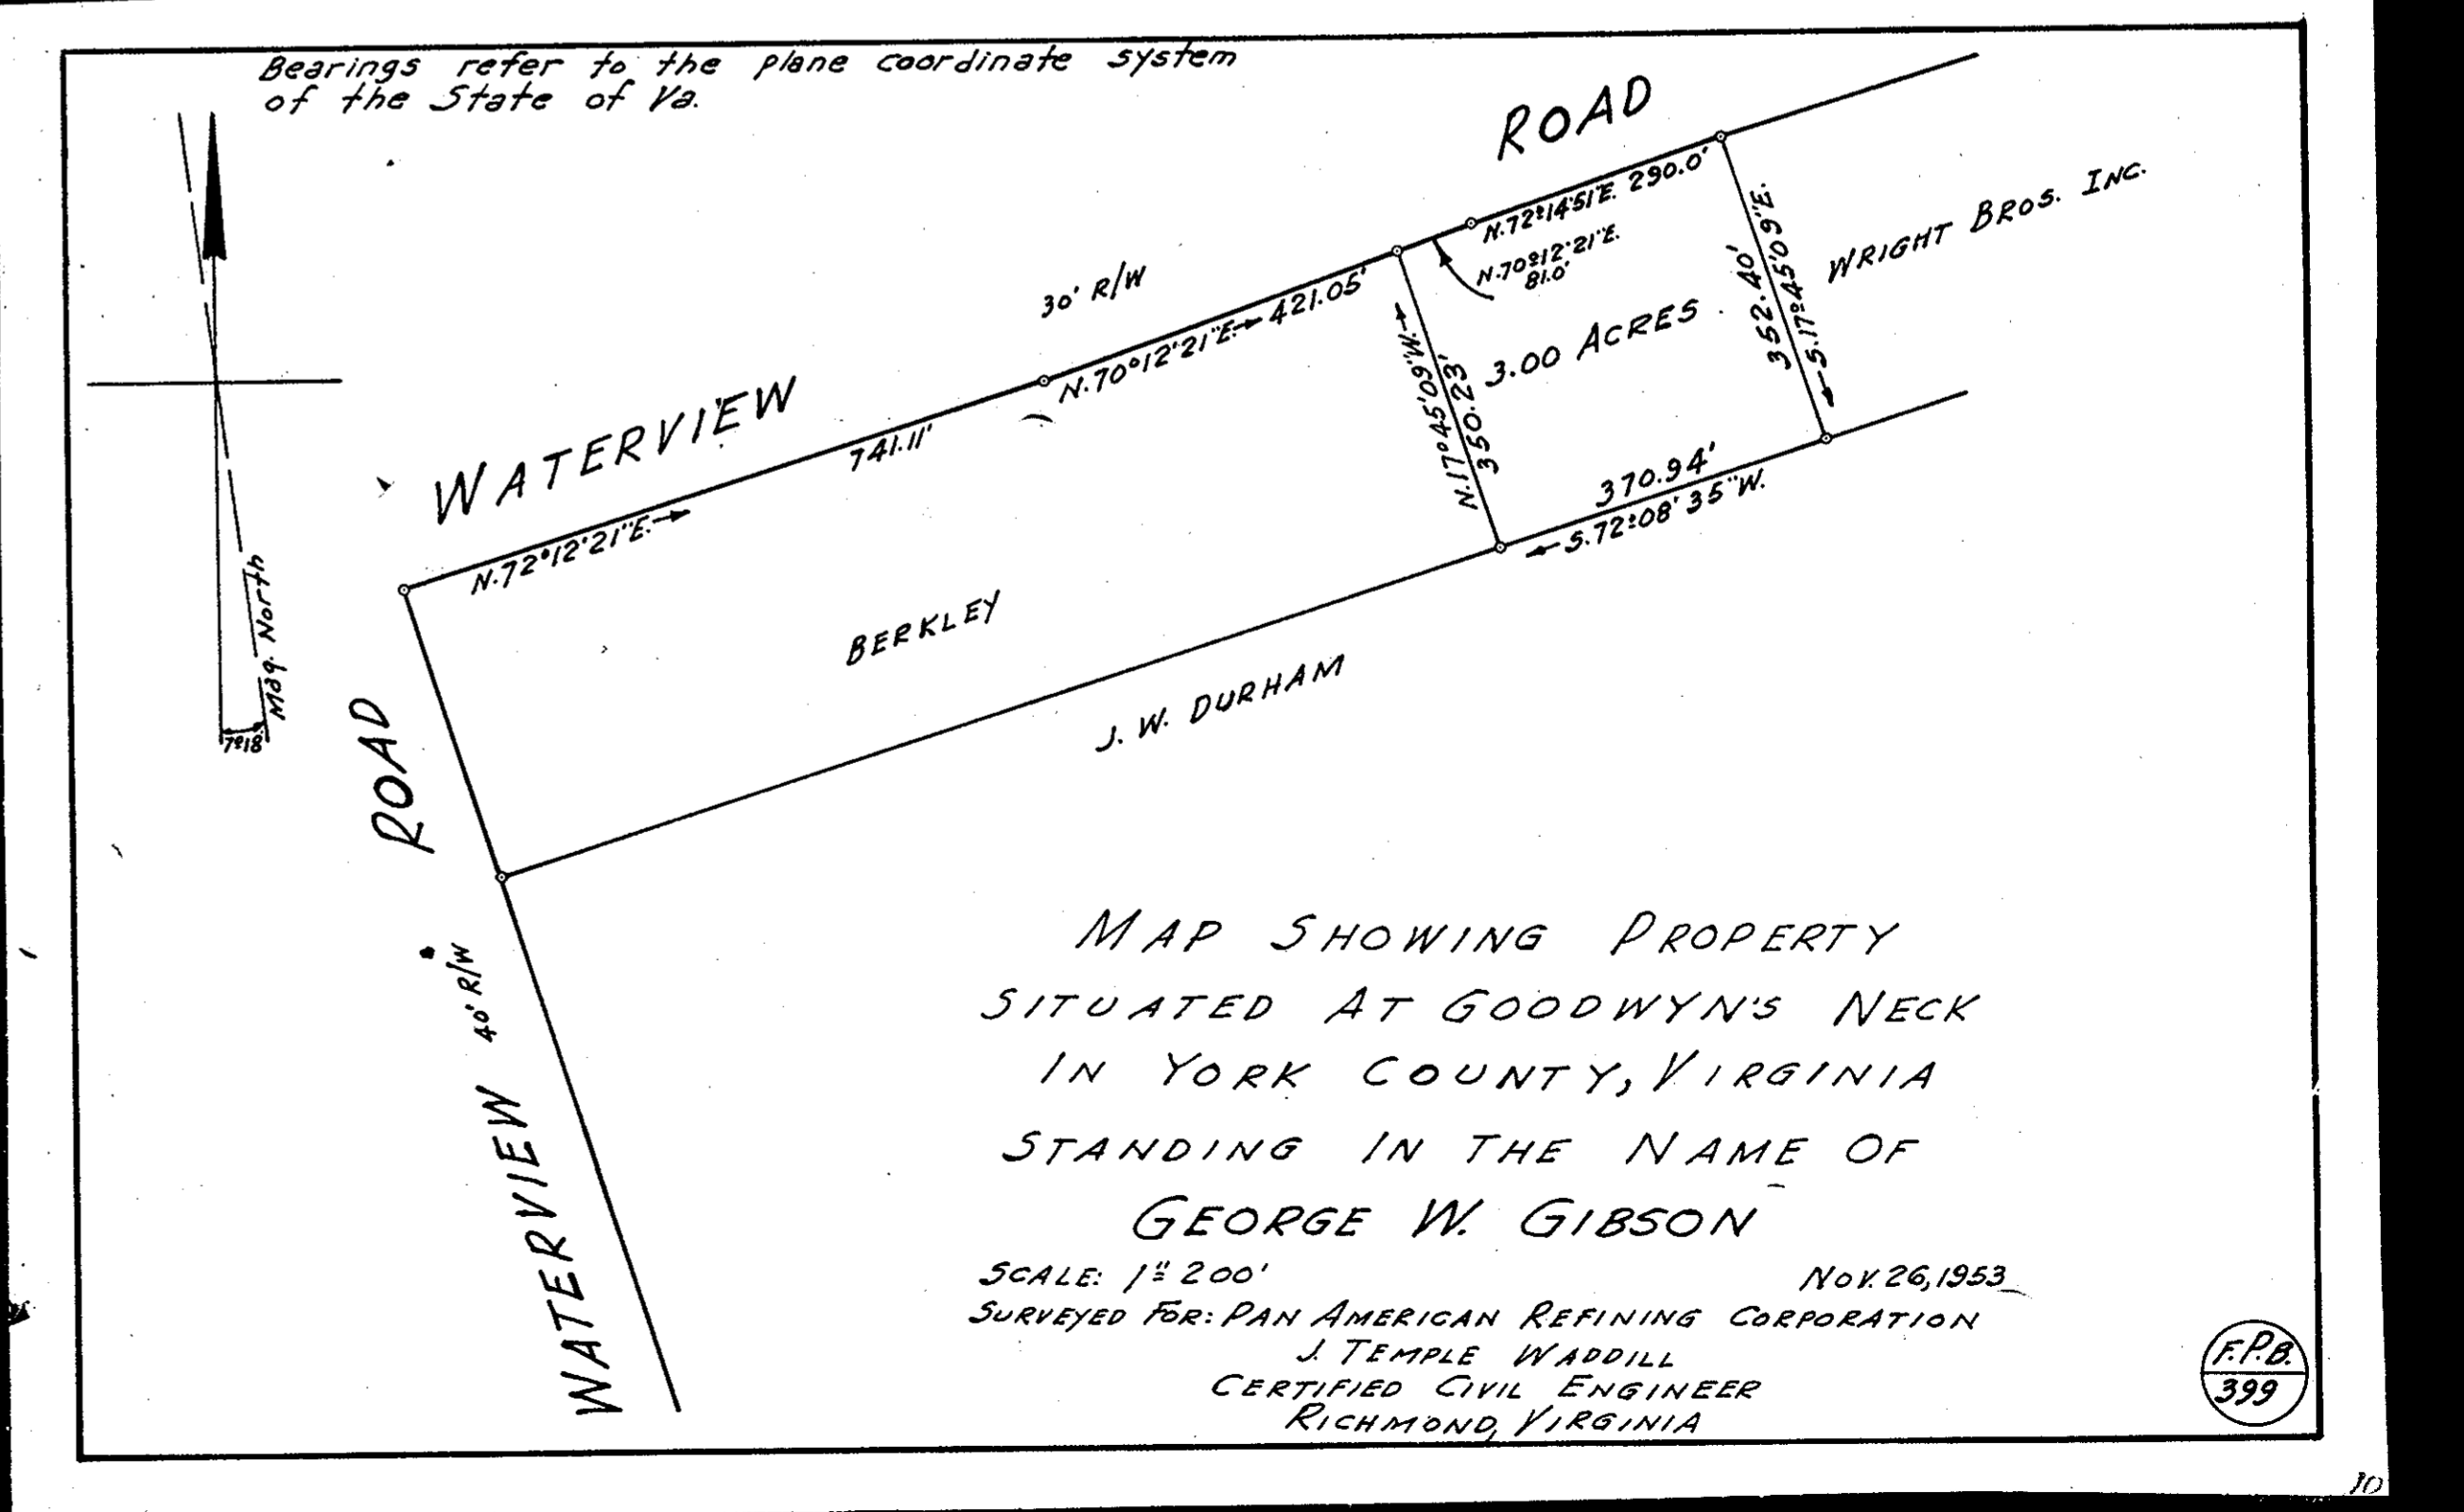 Bearings refer to the plane coordinate system
of the State of Va.
ROAD
N.72°14'51"E. 290.0'
N.70°12'21"E.
81.0'
WRIGHT BROS. INC.
30' R/W
N.70°12'21"E. 421.05'
3.00 ACRES
352.40'
S.17°45'09"E.
N.17°45'09"W.
350.23'
WATERVIEW
741.11'
N.72°12'21"E.
370.94'
S.72°08'35"W.
Mag. North
7°18'
BERKLEY
J. W. DURHAM
ROAD
40' R/W
WATERVIEW
MAP SHOWING PROPERTY
SITUATED AT GOODWYN'S NECK
IN YORK COUNTY, VIRGINIA
STANDING IN THE NAME OF
GEORGE W. GIBSON
SCALE: 1"=200' Nov. 26, 1953
SURVEYED FOR: PAN AMERICAN REFINING CORPORATION
J. TEMPLE WADDILL
CERTIFIED CIVIL ENGINEER
RICHMOND, VIRGINIA
F.P.B.
399
10